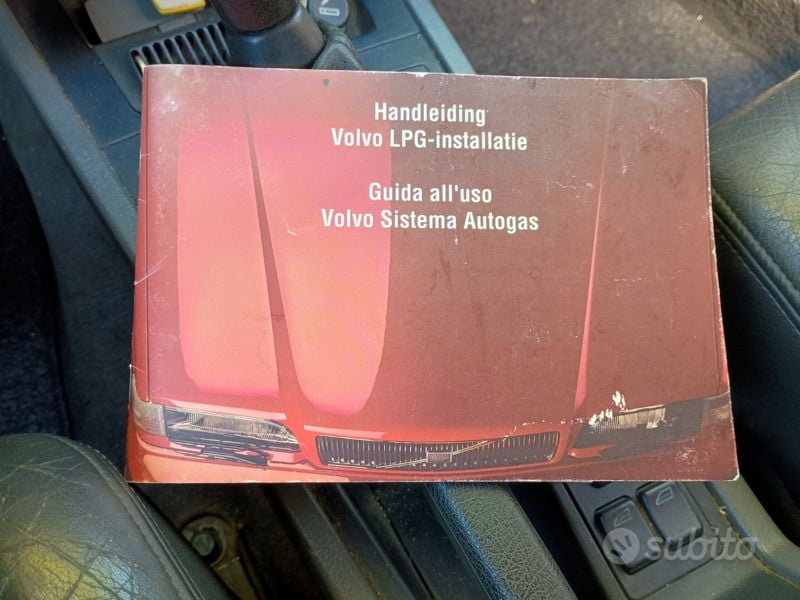 Handleiding
Volvo LPG-installatie
Guida all'uso
Volvo Sistema Autogas
subito